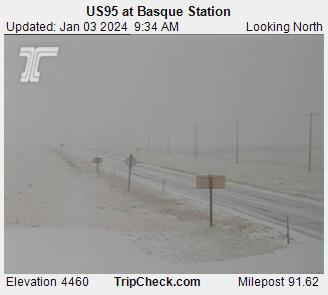 US95 at Basque Station
Updated: Jan 03 2024 9:34 AM Looking North
Elevation 4460 TripCheck.com Milepost 91.62